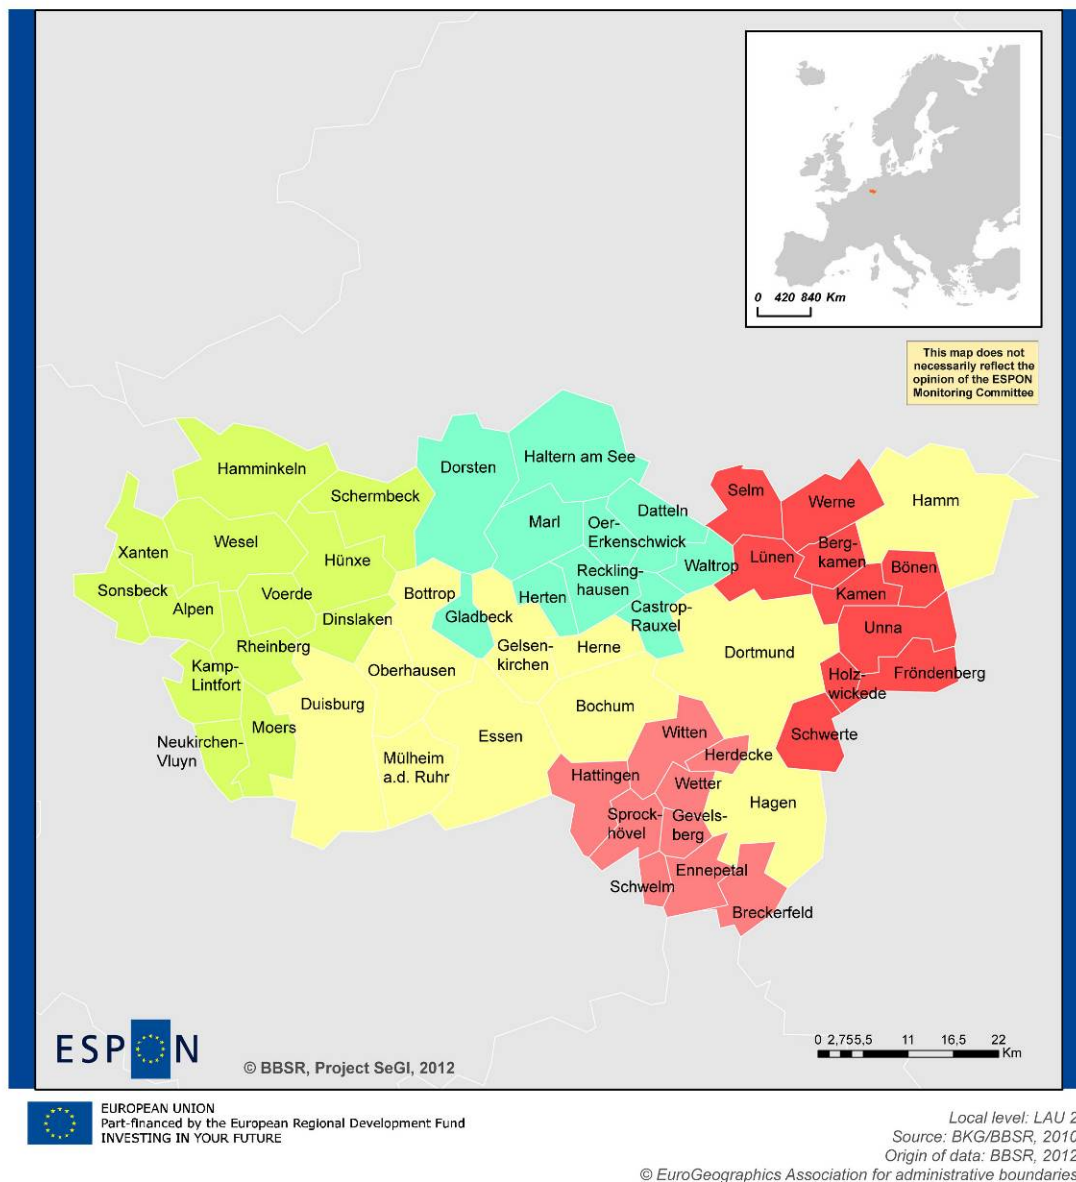 0 420 840 Km
This map does not
necessarily reflect the
opinion of the ESPON
Monitoring Committee
Hamminkeln
Dorsten
Haltern am See
Schermbeck
Selm
Werne
Hamm
Marl
Oer-
Erkenschwick
Datteln
Xanten
Wesel
Hünxe
Lünen
Berg-
kamen
Bönen
Sonsbeck
Alpen
Voerde
Bottrop
Herten
Reckling-
hausen
Waltrop
Kamen
Dinslaken
Gladbeck
Castrop-
Rauxel
Unna
Rheinberg
Gelsen-
kirchen
Herne
Dortmund
Kamp-
Lintfort
Oberhausen
Holz-
wickede
Fröndenberg
Duisburg
Bochum
Moers
Essen
Witten
Schwerte
Neukirchen-
Vluyn
Mülheim
a.d. Ruhr
Herdecke
Hattingen
Wetter
Hagen
Sprock-
hövel
Gevels-
berg
Ennepetal
Schwelm
Breckerfeld
ESPON
© BBSR, Project SeGI, 2012
0 2,755,5 11 16,5 22
Km
EUROPEAN UNION
Part-financed by the European Regional Development Fund
INVESTING IN YOUR FUTURE
Local level: LAU 2
Source: BKG/BBSR, 2010
Origin of data: BBSR, 2012
© EuroGeographics Association for administrative boundaries